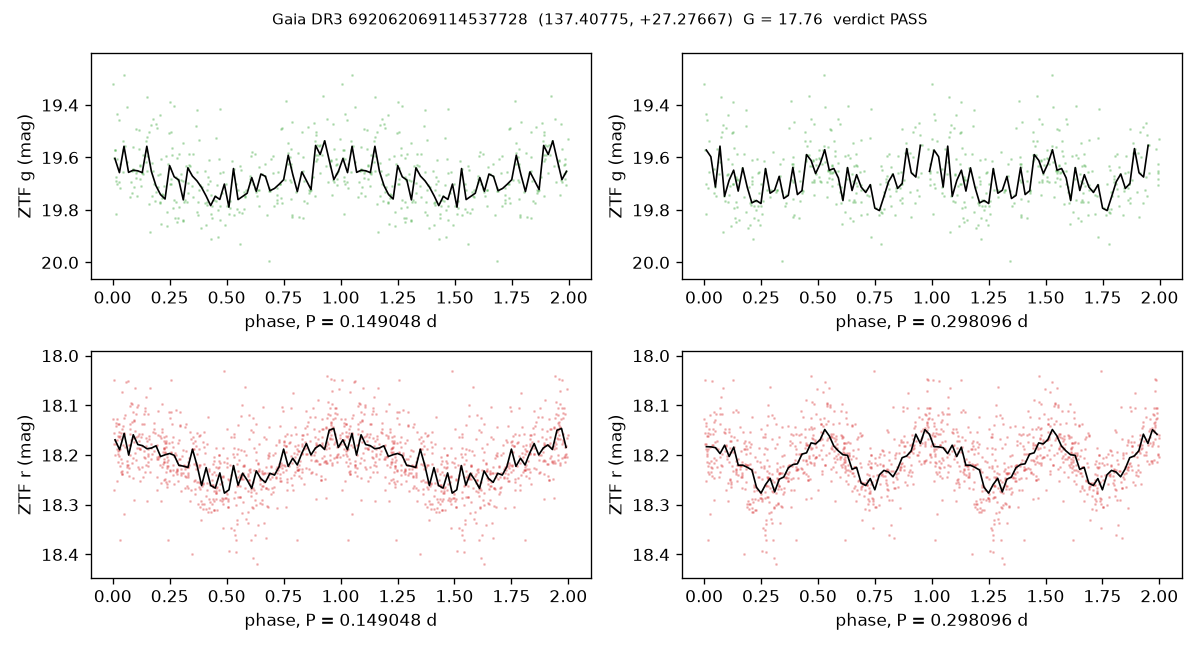 Gaia DR3 692062069114537728 (137.40775, +27.27667) G = 17.76 verdict PASS
ZTF g (mag)
19.4
19.6
19.8
20.0
0.00 0.25 0.50 0.75 1.00 1.25 1.50 1.75 2.00
phase, P = 0.149048 d
ZTF g (mag)
19.4
19.6
19.8
20.0
0.00 0.25 0.50 0.75 1.00 1.25 1.50 1.75 2.00
phase, P = 0.298096 d
ZTF r (mag)
18.0
18.1
18.2
18.3
18.4
0.00 0.25 0.50 0.75 1.00 1.25 1.50 1.75 2.00
phase, P = 0.149048 d
ZTF r (mag)
18.0
18.1
18.2
18.3
18.4
0.00 0.25 0.50 0.75 1.00 1.25 1.50 1.75 2.00
phase, P = 0.298096 d